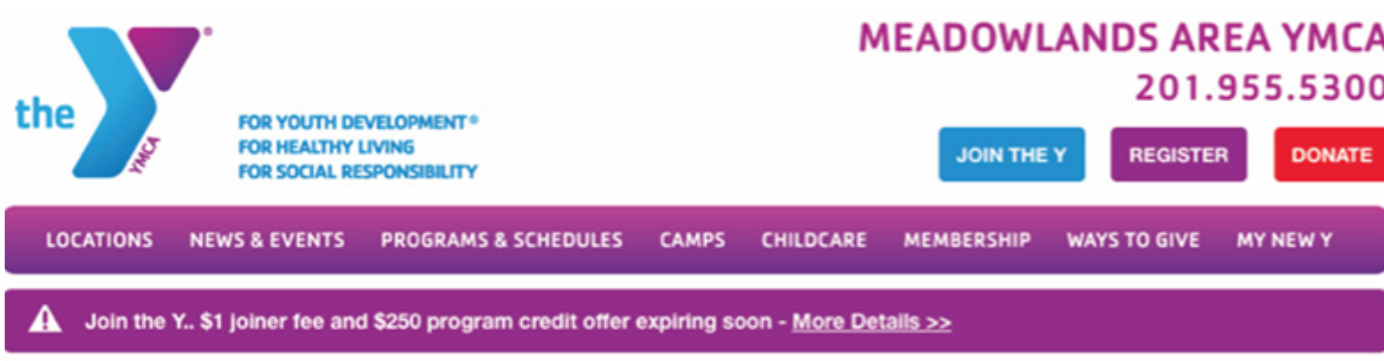 the
YMCA
FOR YOUTH DEVELOPMENT®
FOR HEALTHY LIVING
FOR SOCIAL RESPONSIBILITY
MEADOWLANDS AREA YMCA
201.955.5300
JOIN THE Y REGISTER DONATE
LOCATIONS NEWS & EVENTS PROGRAMS & SCHEDULES CAMPS CHILDCARE MEMBERSHIP WAYS TO GIVE MY NEW Y
Join the Y.. $1 joiner fee and $250 program credit offer expiring soon - More Details >>